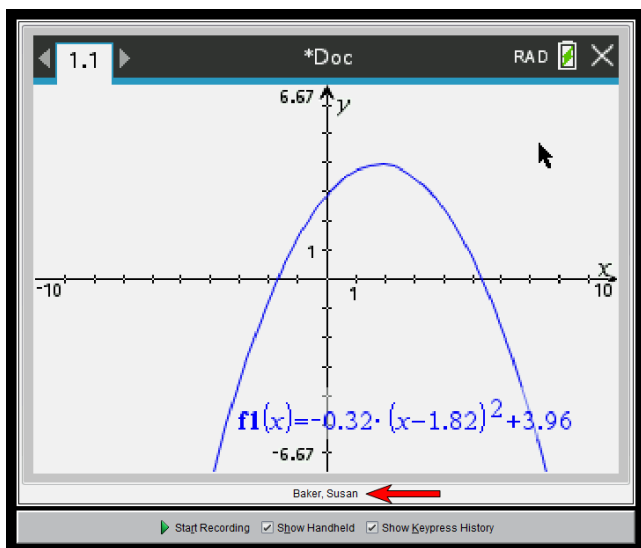 1.1 *Doc RAD
6.67 y
1
x
-10 1 10
f1(x)=-0.32·(x-1.82)²+3.96
-6.67
Baker, Susan
Start Recording Show Handheld Show Keypress History